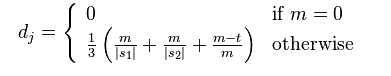 d_j = { 0 if m = 0
1/3 ( m/|s_1| + m/|s_2| + (m−t)/m ) otherwise